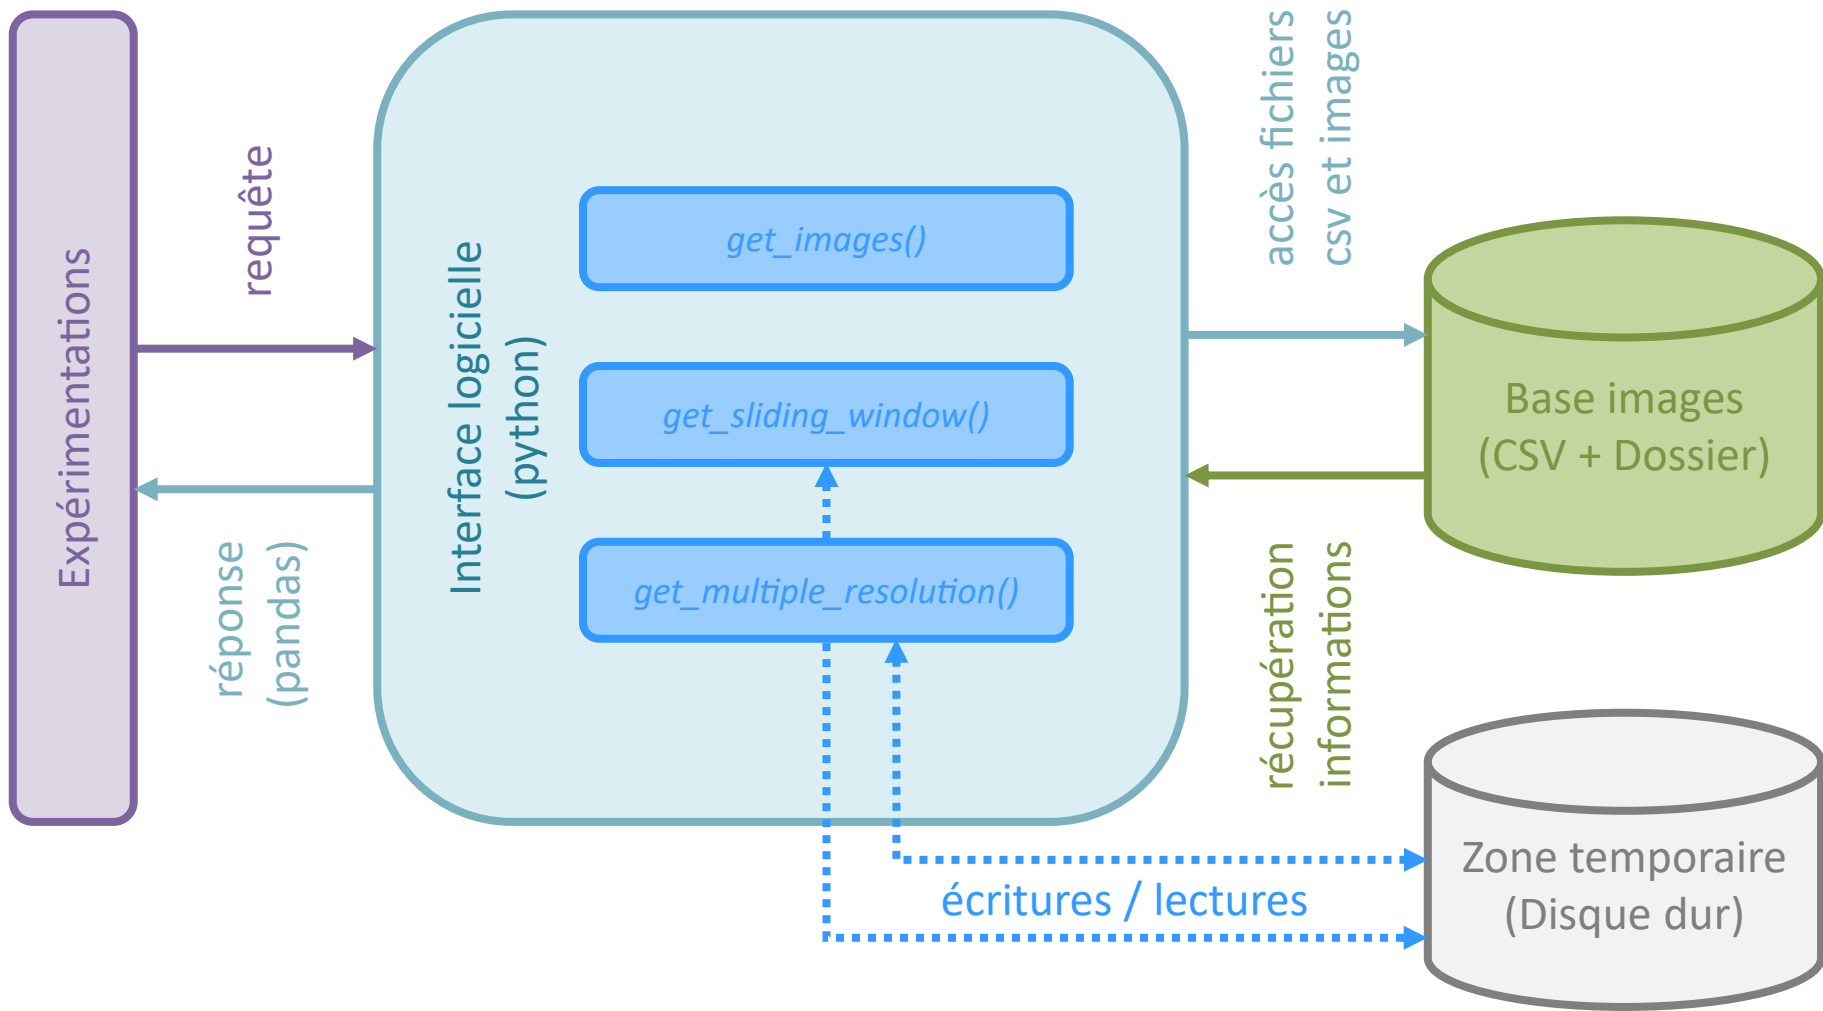 Expérimentations
requête
réponse
(pandas)
Interface logicielle
(python)
get_images()
get_sliding_window()
get_multiple_resolution()
accès fichiers
csv et images
récupération
informations
Base images
(CSV + Dossier)
écritures / lectures
Zone temporaire
(Disque dur)